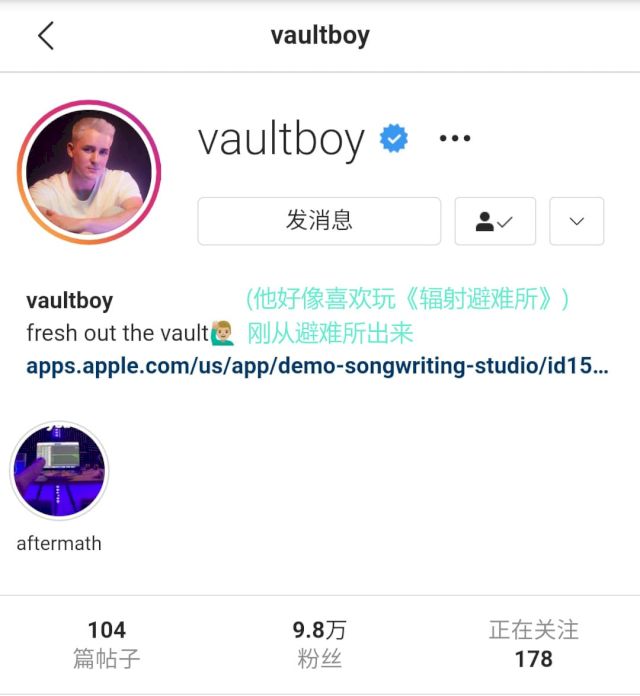 vaultboy
vaultboy
发消息
vaultboy (他好像喜欢玩《辐射避难所》)
fresh out the vault🙋🏼‍♂️ 刚从避难所出来
apps.apple.com/us/app/demo-songwriting-studio/id15...
aftermath
104 9.8万 正在关注
篇帖子 粉丝 178